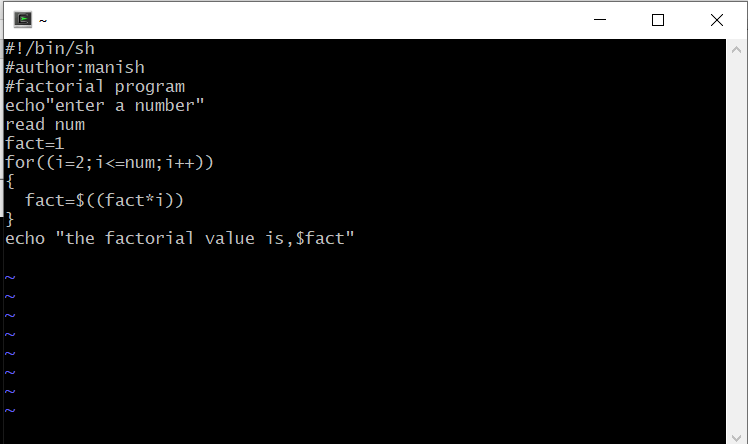 ~
#!/bin/sh
#author:manish
#factorial program
echo"enter a number"
read num
fact=1
for((i=2;i<=num;i++))
{
  fact=$((fact*i))
}
echo "the factorial value is,$fact"
~
~
~
~
~
~
~
~